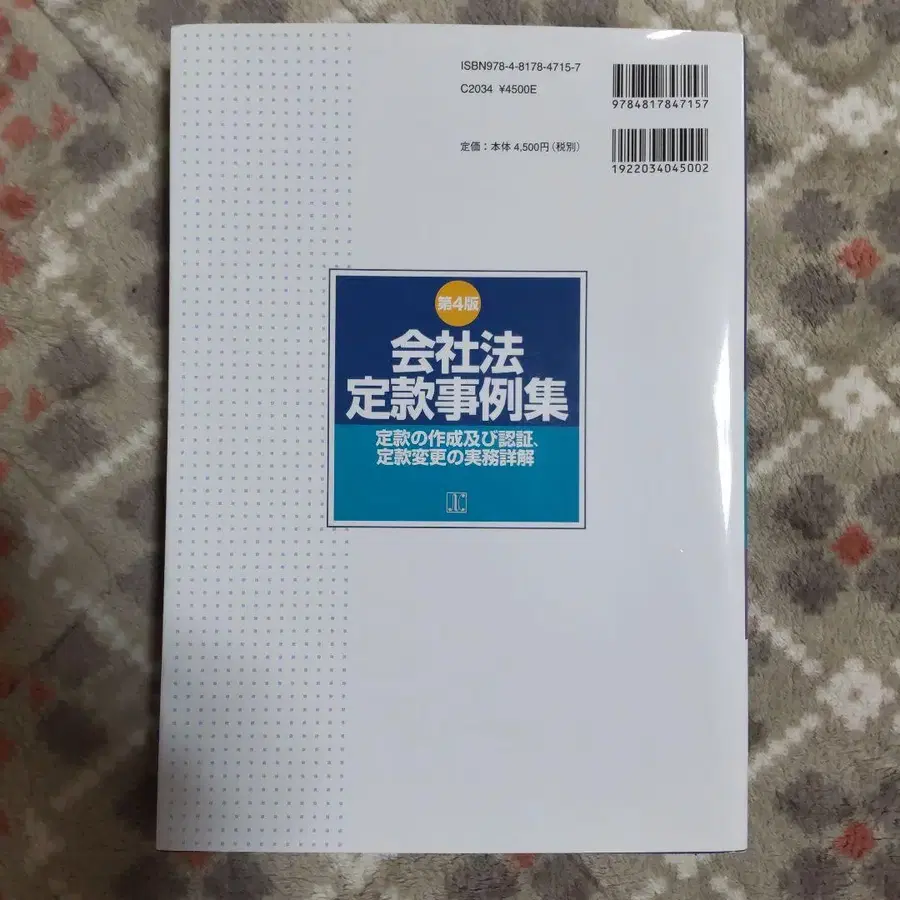 ISBN978-4-8178-4715-7
C2034 ¥4500E
9784817847157
定価：本体 4,500円（税別）
1922034045002
第4版
会社法
定款事例集
定款の作成及び認証、
定款変更の実務詳解